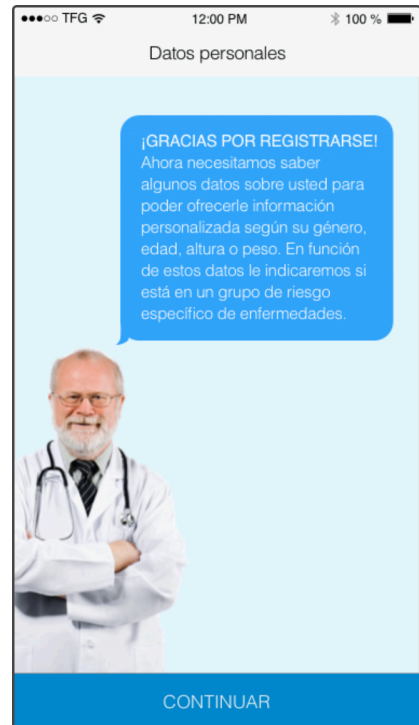 TFG 12:00 PM 100 %
Datos personales
¡GRACIAS POR REGISTRARSE!
Ahora necesitamos saber
algunos datos sobre usted para
poder ofrecerle información
personalizada según su género,
edad, altura o peso. En función
de estos datos le indicaremos si
está en un grupo de riesgo
específico de enfermedades.
CONTINUAR